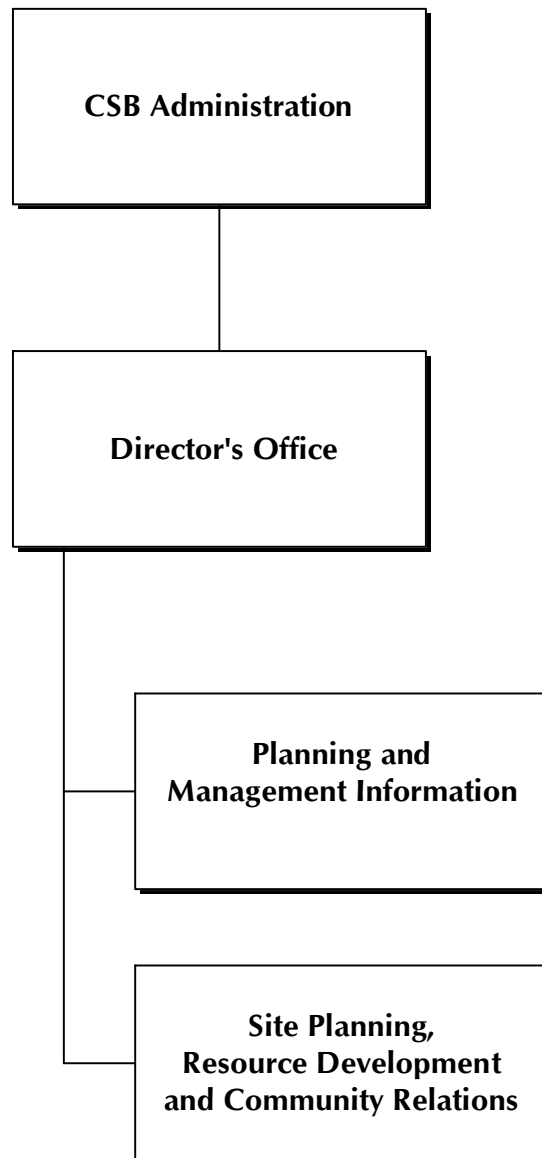 CSB Administration
Director's Office
Planning and
Management Information
Site Planning,
Resource Development
and Community Relations